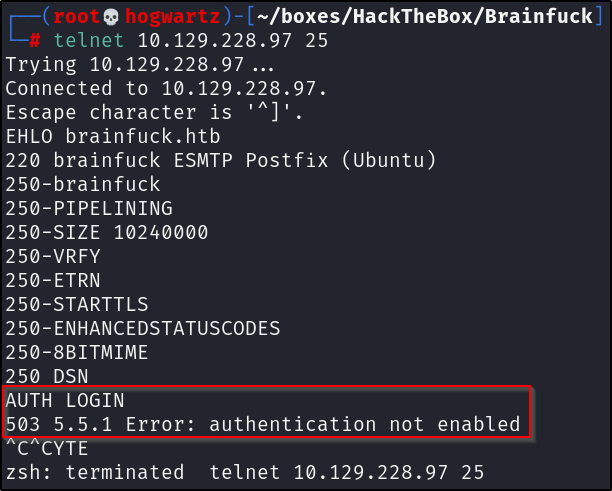 ┌──(root💀hogwartz)-[~/boxes/HackTheBox/Brainfuck]
└─# telnet 10.129.228.97 25
Trying 10.129.228.97...
Connected to 10.129.228.97.
Escape character is '^]'.
EHLO brainfuck.htb
220 brainfuck ESMTP Postfix (Ubuntu)
250-brainfuck
250-PIPELINING
250-SIZE 10240000
250-VRFY
250-ETRN
250-STARTTLS
250-ENHANCEDSTATUSCODES
250-8BITMIME
250 DSN
AUTH LOGIN
503 5.5.1 Error: authentication not enabled
^C^CYTE
zsh: terminated  telnet 10.129.228.97 25